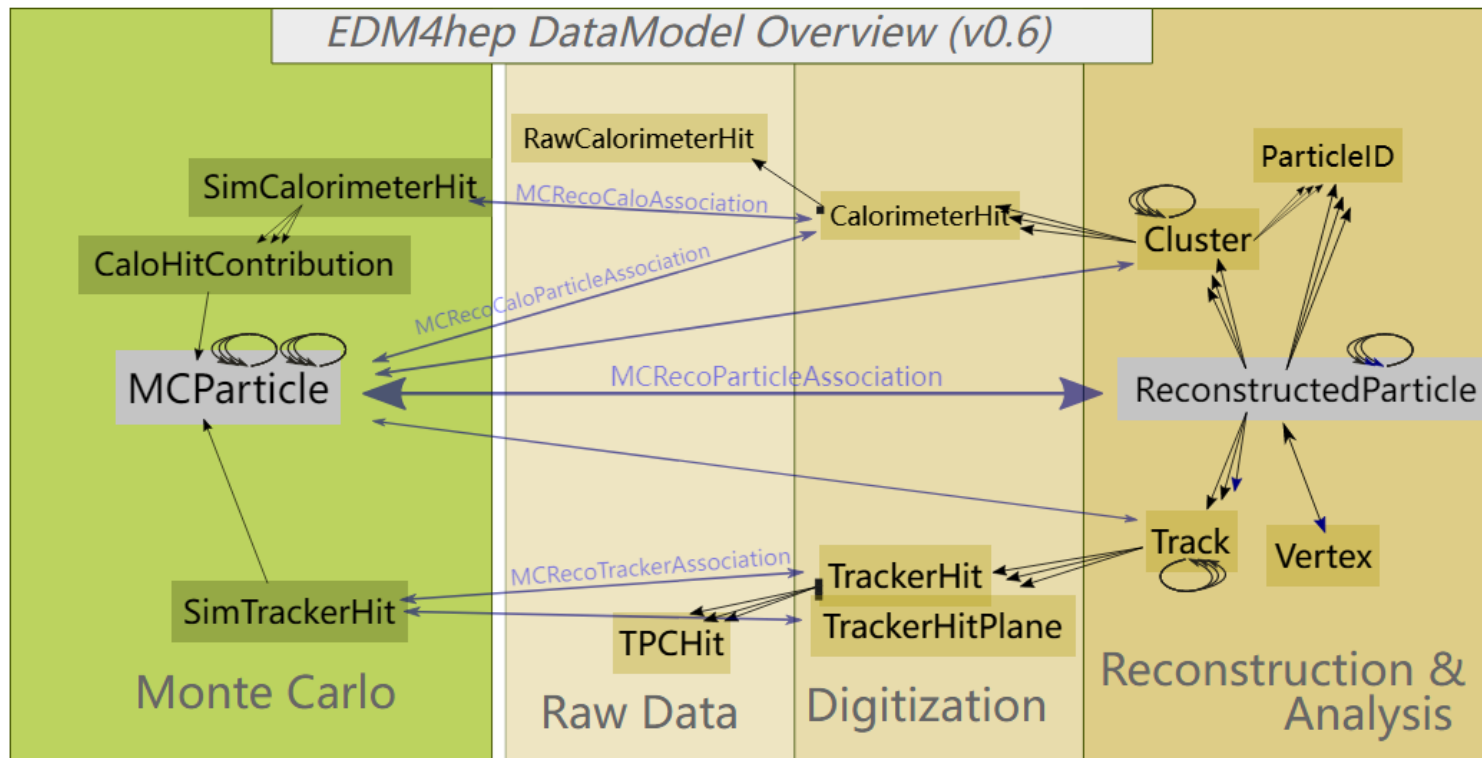 EDM4hep DataModel Overview (v0.6)
RawCalorimeterHit
ParticleID
SimCalorimeterHit
MCRecoCaloAssociation
CalorimeterHit
Cluster
CaloHitContribution
MCRecoCaloParticleAssociation
MCParticle
MCRecoParticleAssociation
ReconstructedParticle
Track
Vertex
MCRecoTrackerAssociation
TrackerHit
SimTrackerHit
TrackerHitPlane
TPCHit
Monte Carlo
Raw Data
Digitization
Reconstruction &
Analysis